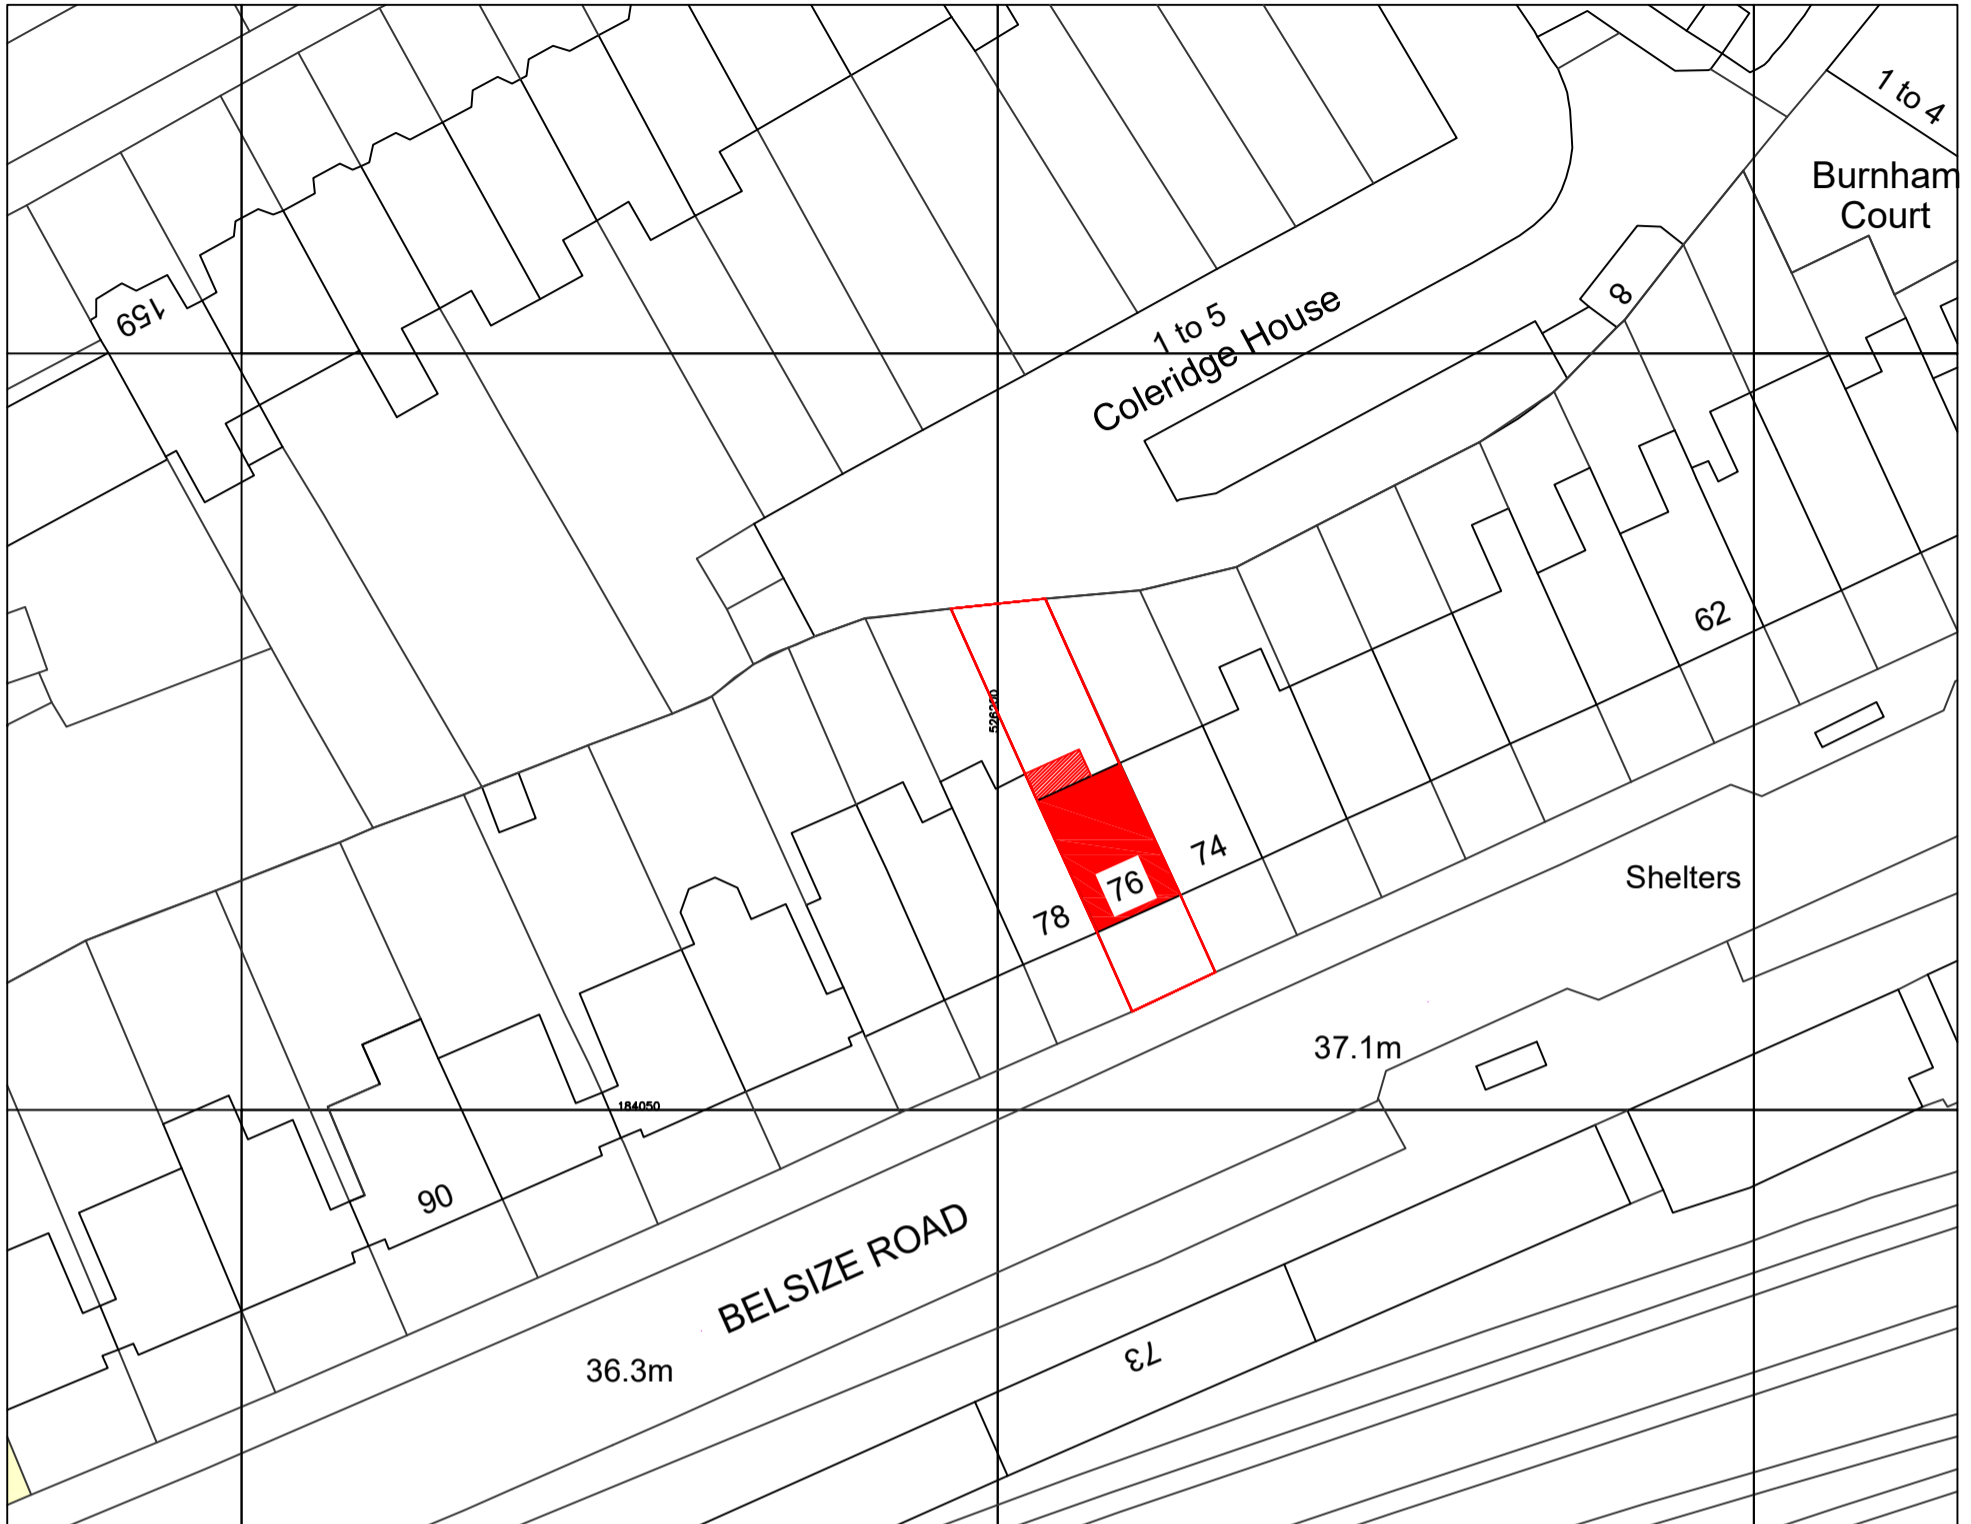 1 to 4
Burnham
Court
159
8
1 to 5
Coleridge House
62
526200
74
Shelters
76
78
37.1m
184050
90
BELSIZE ROAD
73
36.3m